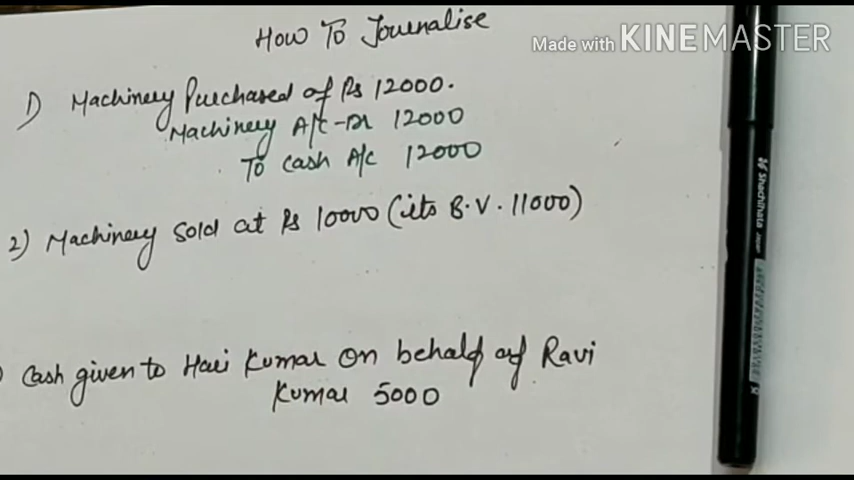 Made with KINEMASTER
How To Journalise
1) Machinery Purchased of Rs 12000.
Machinery A/c-Dr 12000
To Cash A/c 12000
2) Machinery sold at Rs 10000 (its B.V. 11000)
) Cash given to Hari Kumar On behalf of Ravi
Kumar 5000
Shachihata